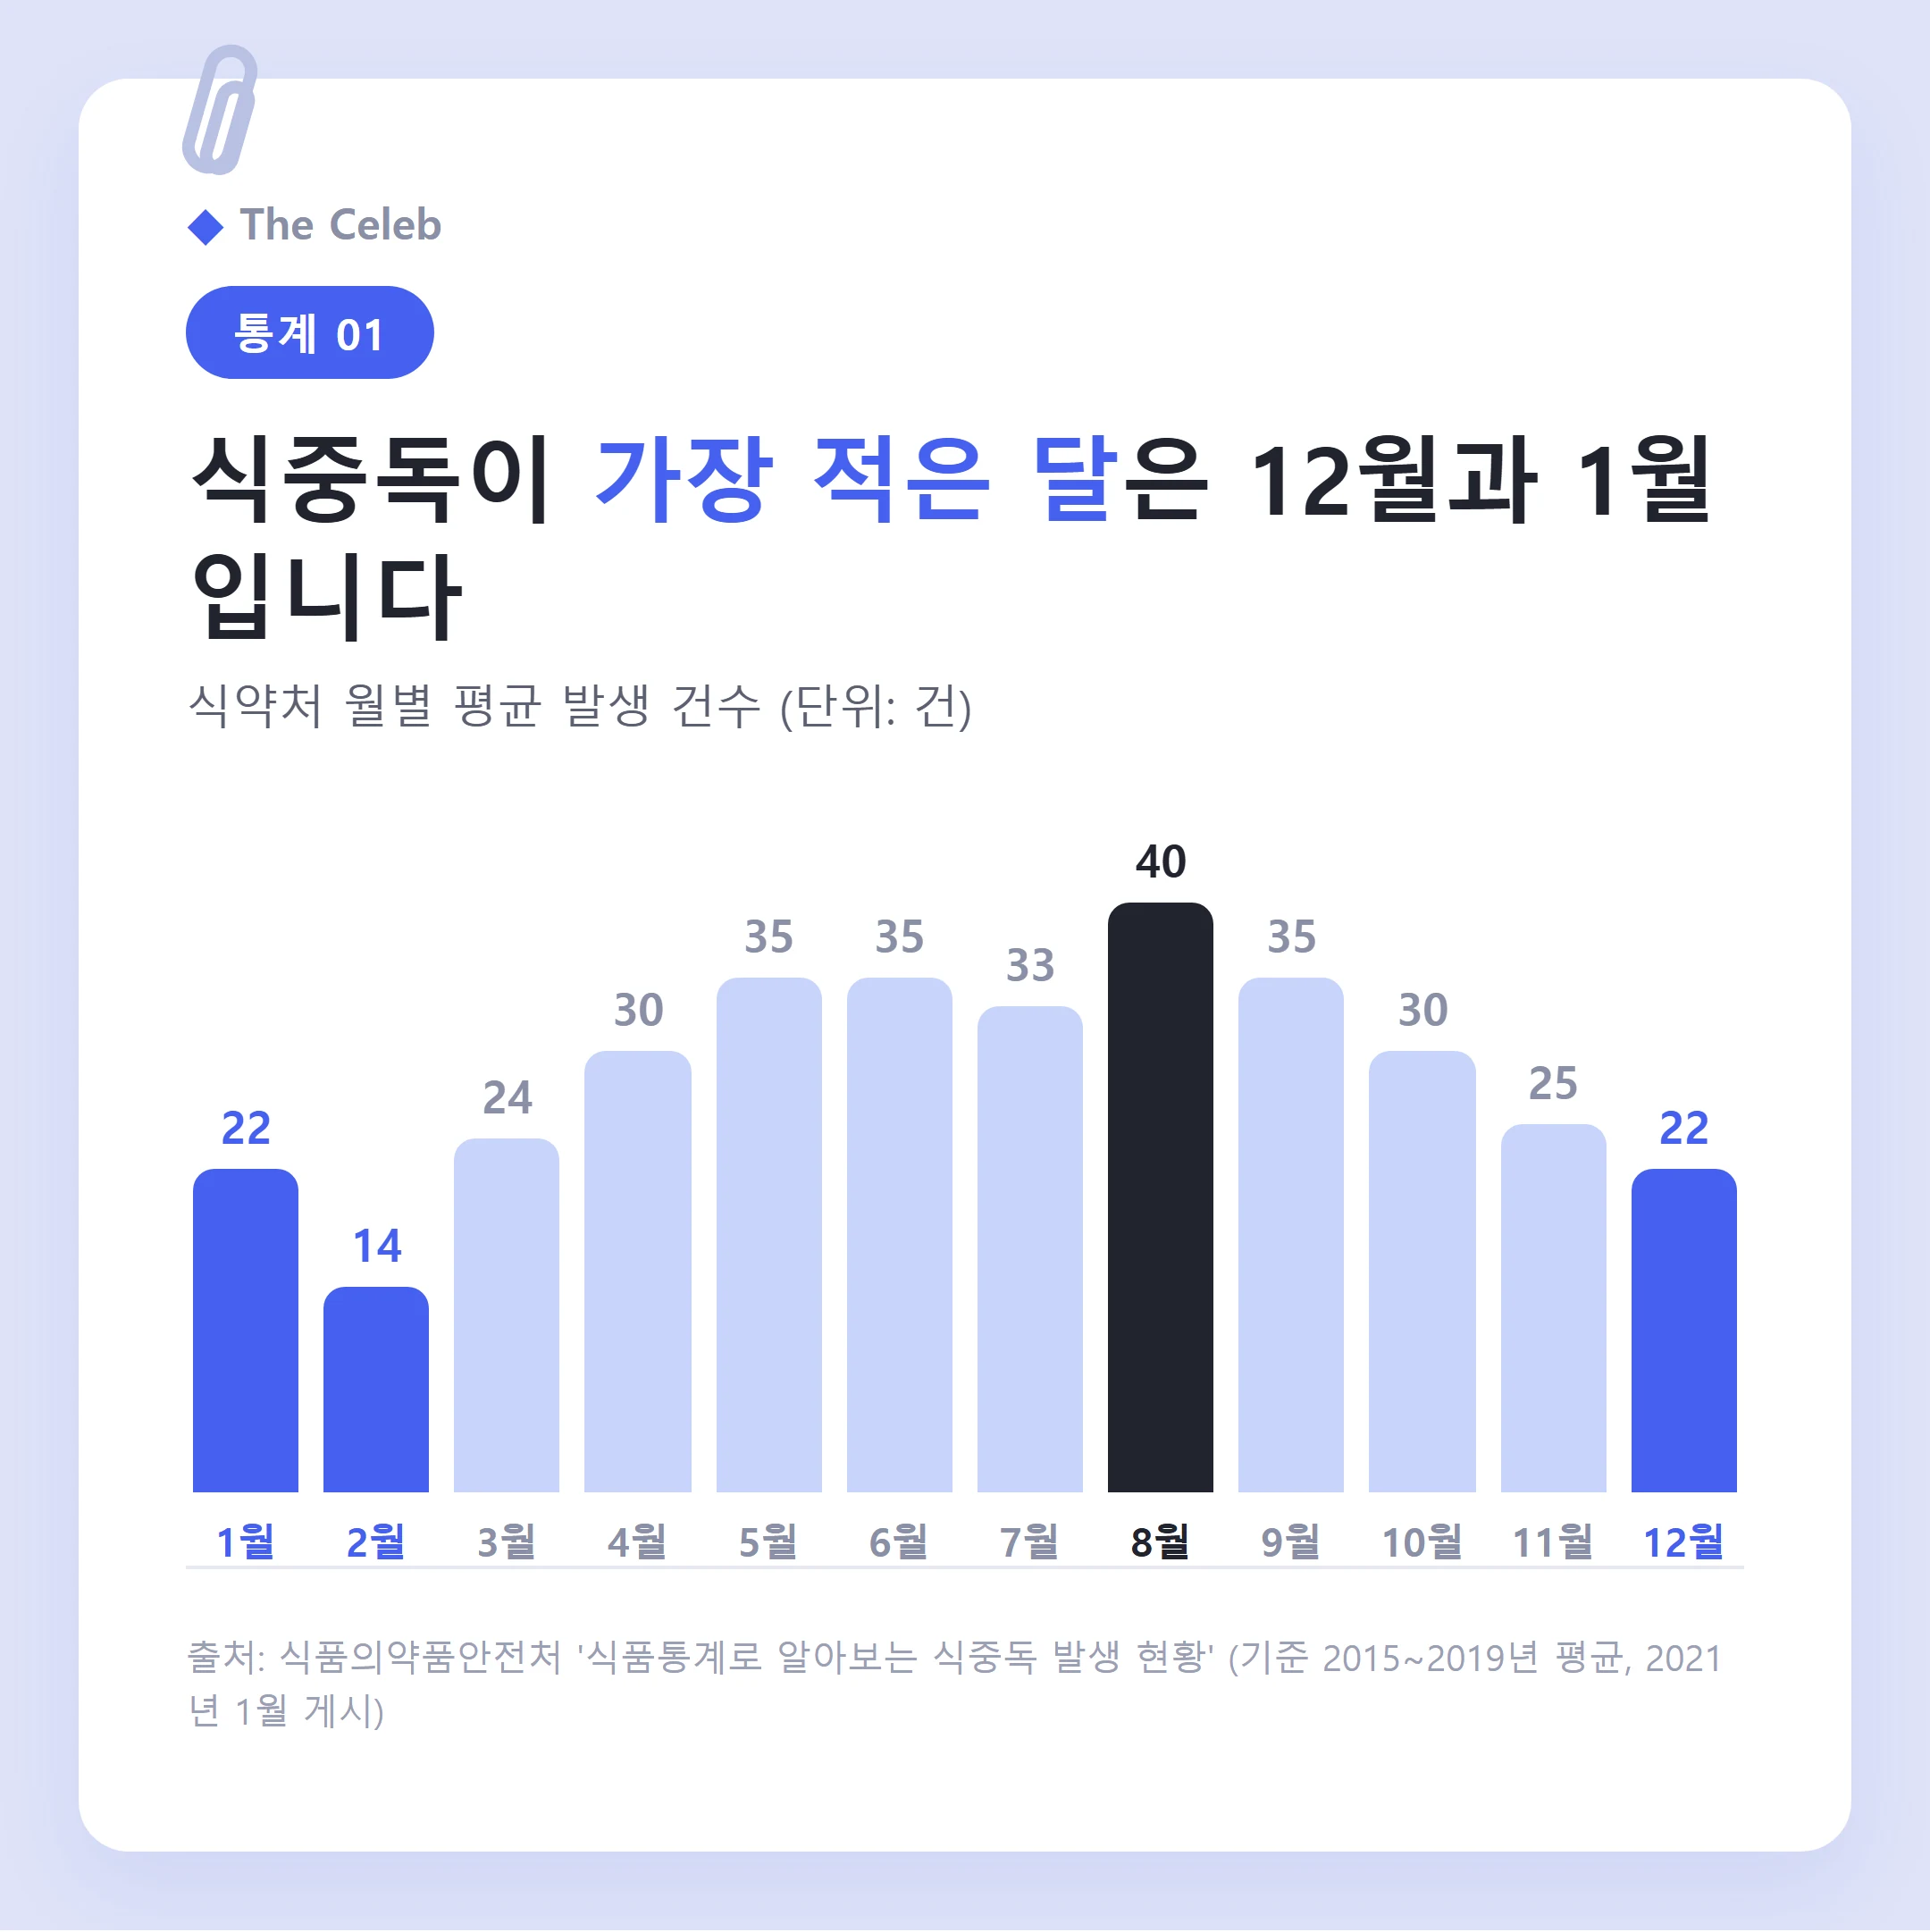 The Celeb
통계 01
식중독이 가장 적은 달은 12월과 1월
입니다
식약처 월별 평균 발생 건수 (단위: 건)
22 14 24 30 35 35 33 40 35 30 25 22
1월 2월 3월 4월 5월 6월 7월 8월 9월 10월 11월 12월
출처: 식품의약품안전처 '식품통계로 알아보는 식중독 발생 현황' (기준 2015~2019년 평균, 2021
년 1월 게시)